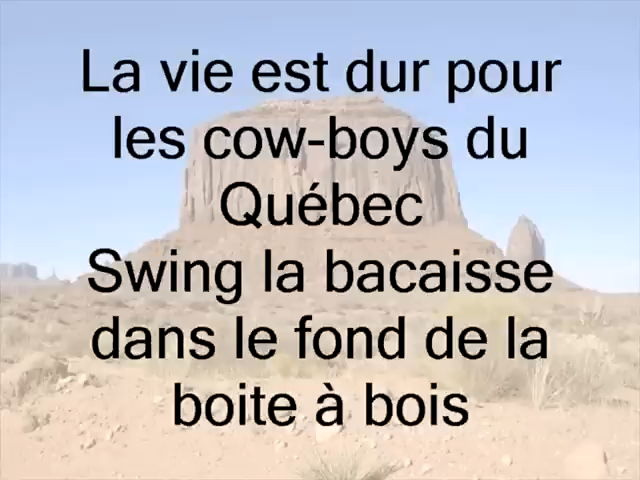 La vie est dur pour
les cow-boys du
Québec
Swing la bacaisse
dans le fond de la
boite à bois